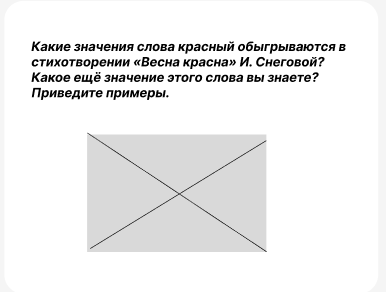 Какие значения слова красный обыгрываются в
стихотворении «Весна красна» И. Снеговой?
Какое ещё значение этого слова вы знаете?
Приведите примеры.